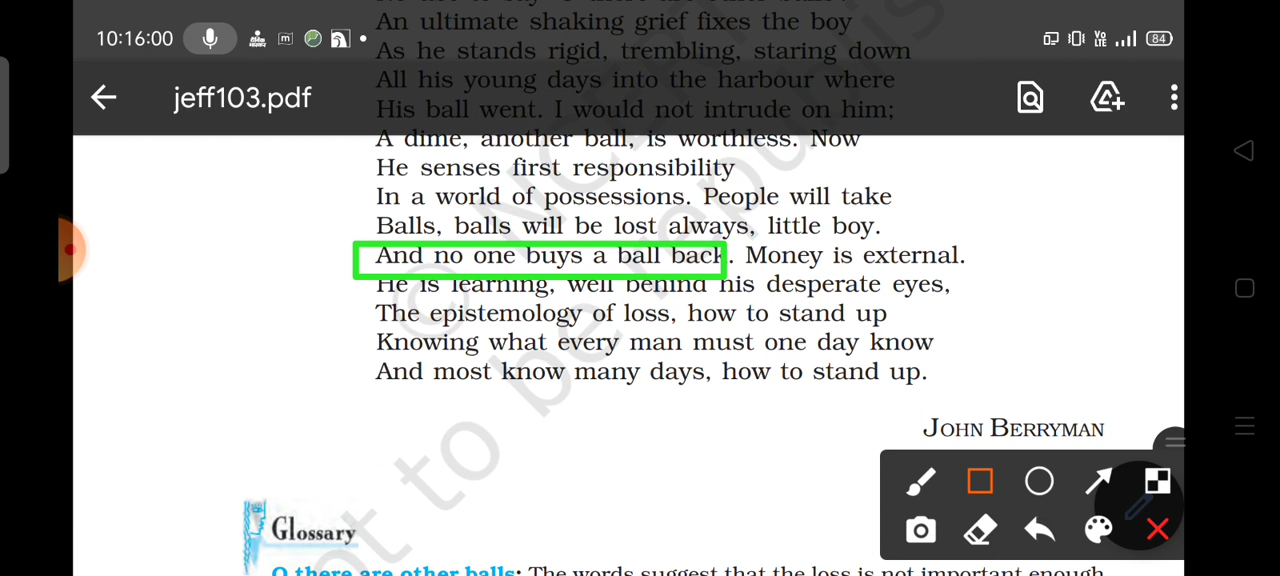 An ultimate shaking grief fixes the boy
10:16:00
84
As he stands rigid, trembling, staring down
All his young days into the harbour where
jeff103.pdf
His ball went. I would not intrude on him;
A dime, another ball, is worthless. Now
He senses first responsibility
In a world of possessions. People will take
Balls, balls will be lost always, little boy.
And no one buys a ball back. Money is external.
He is learning, well behind his desperate eyes,
The epistemology of loss, how to stand up
Knowing what every man must one day know
And most know many days, how to stand up.
JOHN BERRYMAN
Glossary
O there are other balls: The words suggest that the loss is not important enough